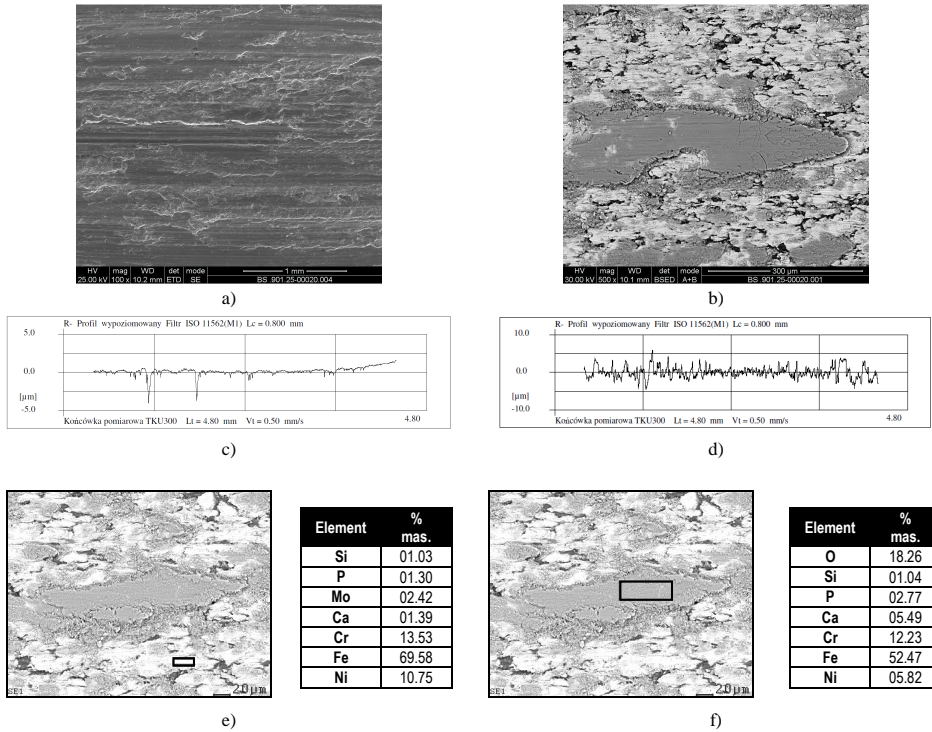 HV mag WD det mode 1 mm
25.00 kV 100 x 10.2 mm ETD SE BS .901.25-00020.004
a)
HV mag WD det mode 300 µm
30.00 kV 500 x 10.1 mm BSED A+B BS .901.25-00020.001
b)
R- Profil wypoziomowany Filtr ISO 11562(M1) Lc = 0.800 mm
5.0
0.0
[µm]
-5.0
4.80
Końcówka pomiarowa TKU300 Lt = 4.80 mm Vt = 0.50 mm/s
c)
R- Profil wypoziomowany Filtr ISO 11562(M1) Lc = 0.800 mm
10.0
0.0
[µm]
-10.0
4.80
Końcówka pomiarowa TKU300 Lt = 4.80 mm Vt = 0.50 mm/s
d)
SE1 20µm
Element % mas.
Si 01.03
P 01.30
Mo 02.42
Ca 01.39
Cr 13.53
Fe 69.58
Ni 10.75
e)
SE1 20µm
Element % mas.
O 18.26
Si 01.04
P 02.77
Ca 05.49
Cr 12.23
Fe 52.47
Ni 05.82
f)